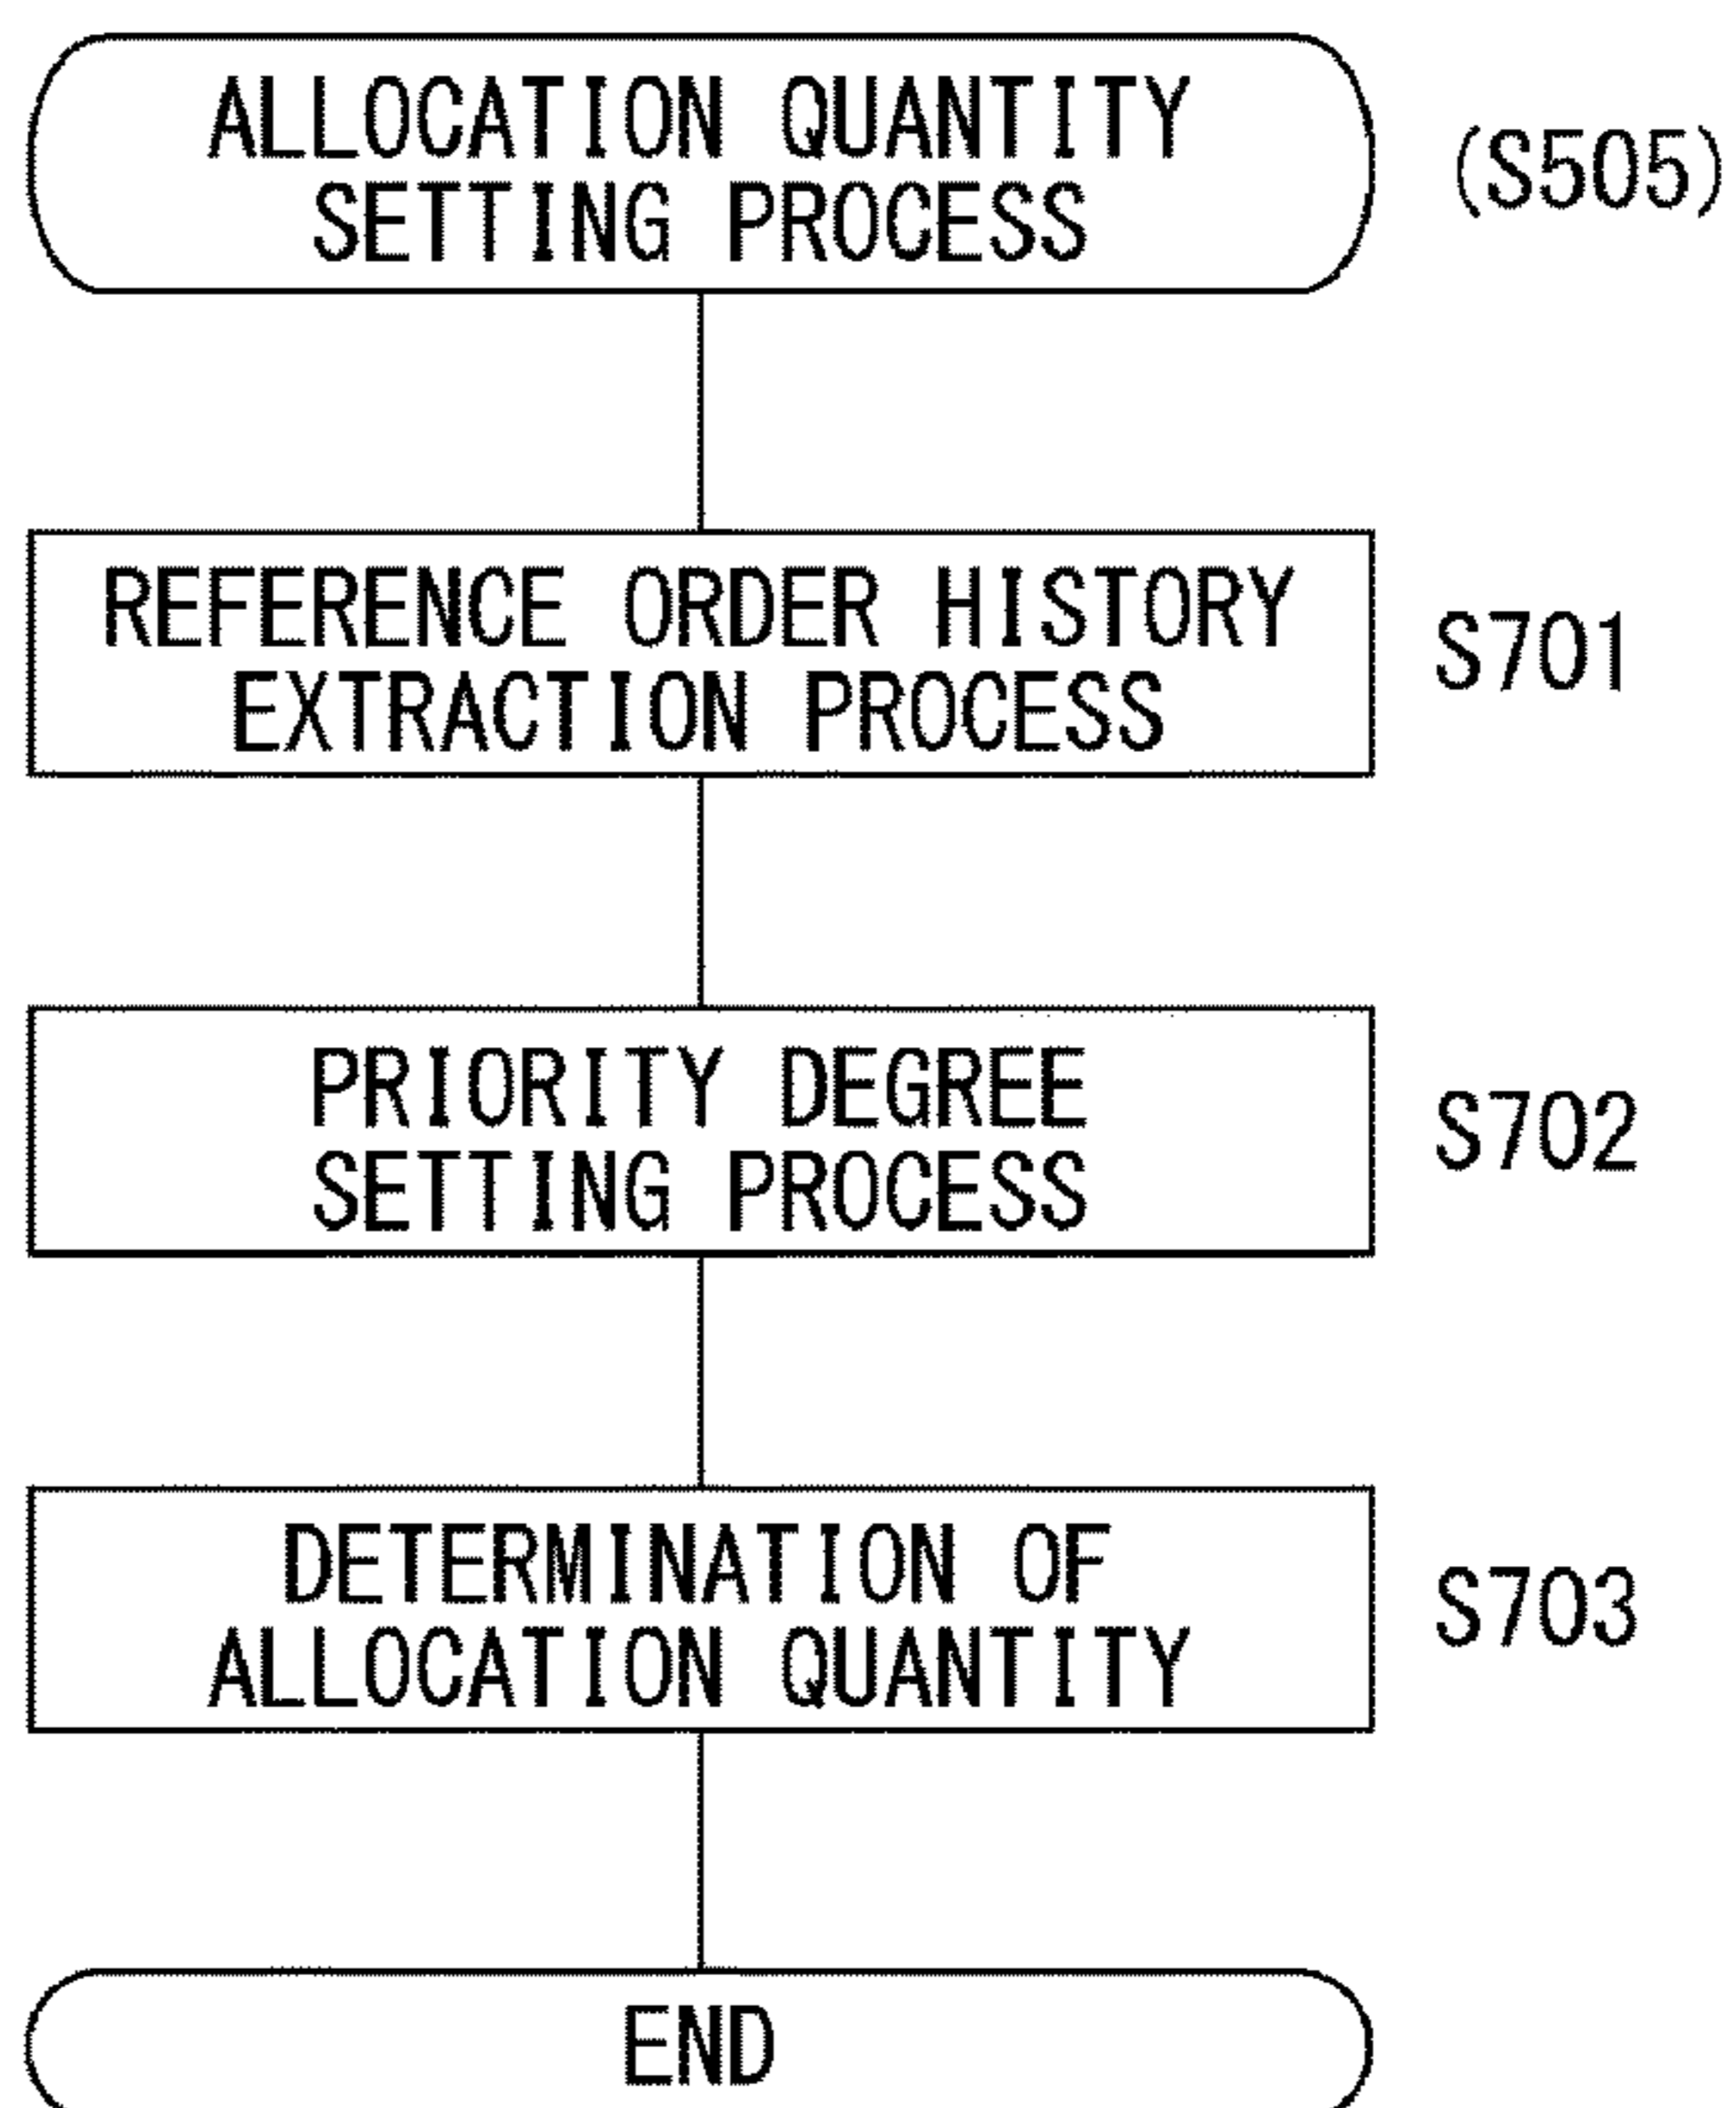 ALLOCATION QUANTITY
SETTING PROCESS
(S505)
REFERENCE ORDER HISTORY
EXTRACTION PROCESS
S701
PRIORITY DEGREE
SETTING PROCESS
S702
DETERMINATION OF
ALLOCATION QUANTITY
S703
END